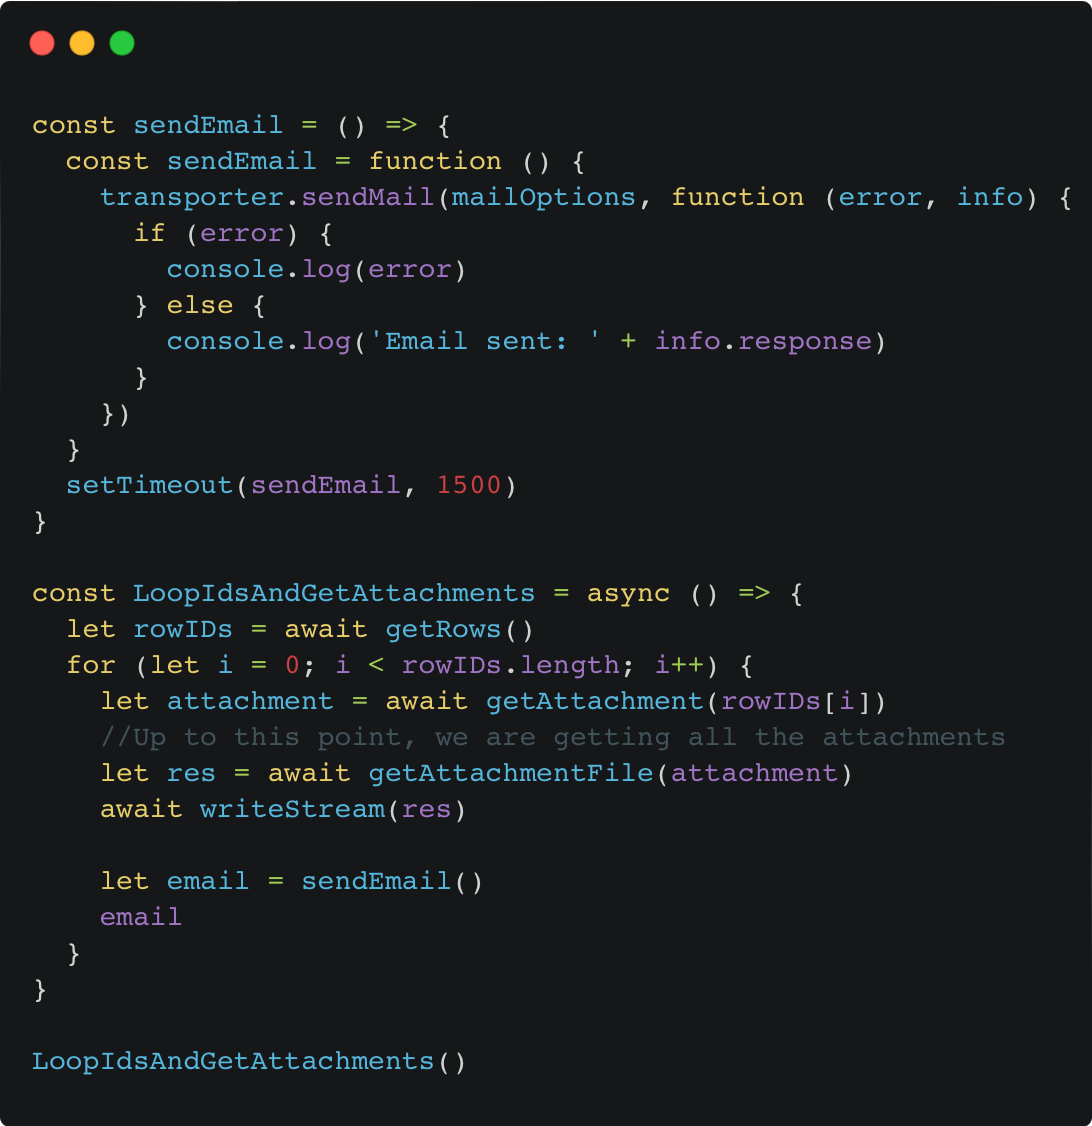 const sendEmail = () => {
  const sendEmail = function () {
    transporter.sendMail(mailOptions, function (error, info) {
      if (error) {
        console.log(error)
      } else {
        console.log('Email sent: ' + info.response)
      }
    })
  }
  setTimeout(sendEmail, 1500)
}

const LoopIdsAndGetAttachments = async () => {
  let rowIDs = await getRows()
  for (let i = 0; i < rowIDs.length; i++) {
    let attachment = await getAttachment(rowIDs[i])
    //Up to this point, we are getting all the attachments
    let res = await getAttachmentFile(attachment)
    await writeStream(res)

    let email = sendEmail()
    email
  }
}

LoopIdsAndGetAttachments()